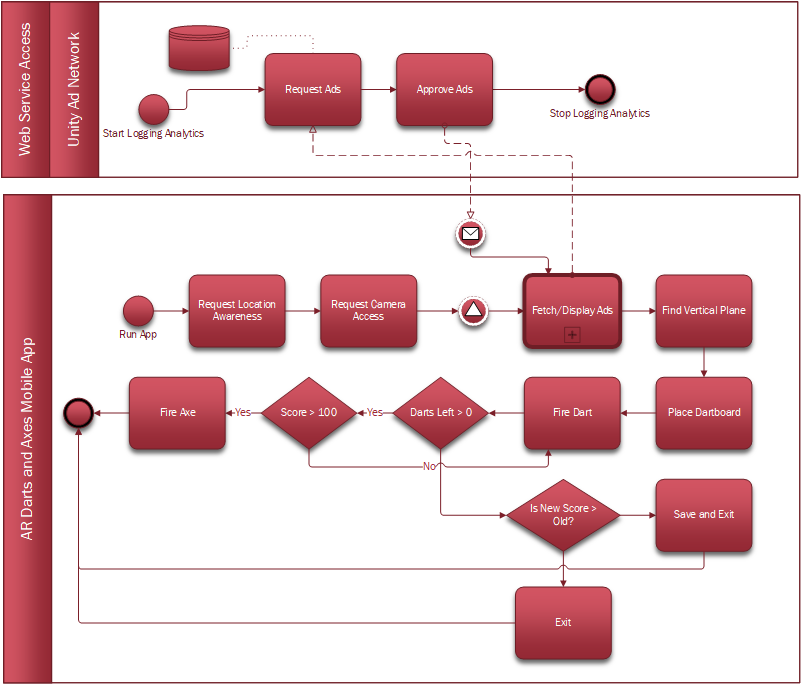 Web Service Access
Unity Ad Network
Request Ads
Approve Ads
Start Logging Analytics
Stop Logging Analytics
AR Darts and Axes Mobile App
Run App
Request Location
Awareness
Request Camera
Access
Fetch/Display Ads
Find Vertical Plane
Fire Axe
Yes
Score > 100
Yes
Darts Left > 0
Fire Dart
Place Dartboard
No
Is New Score >
Old?
Save and Exit
Exit